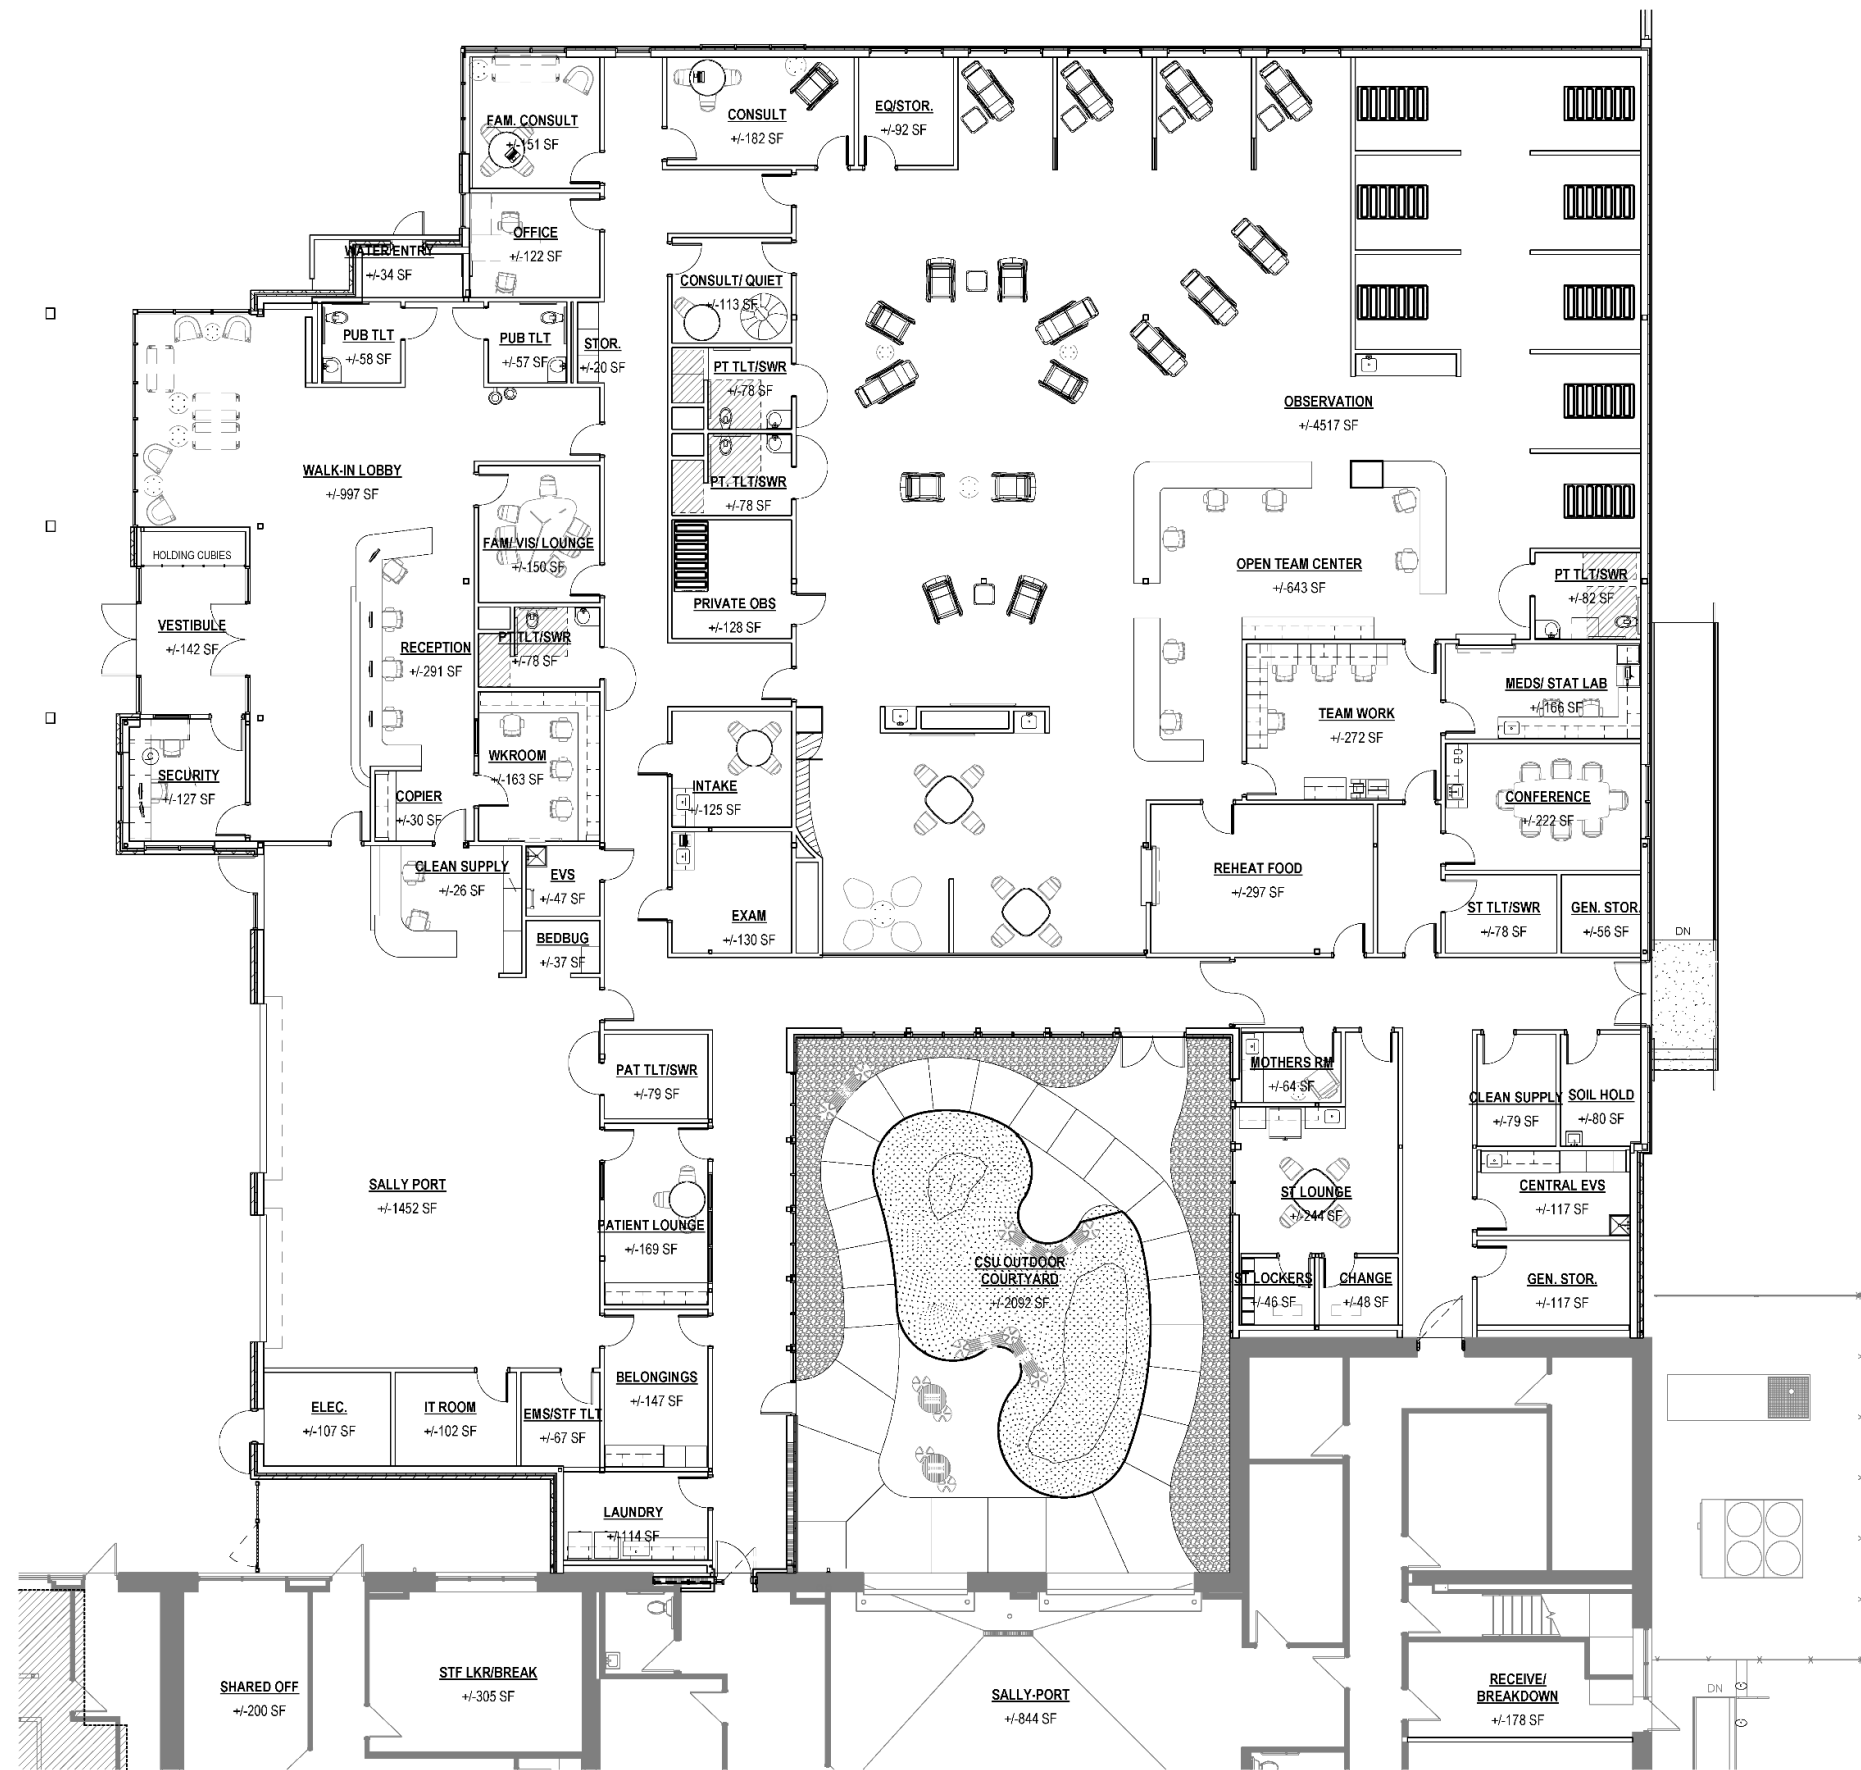 FAM. CONSULT
+/-151 SF
CONSULT
+/-182 SF
EQ/STOR.
+/-92 SF
OFFICE
+/-122 SF
WATER ENTRY
+/-34 SF
CONSULT/ QUIET
+/-113 SF
PUB TLT
+/-58 SF
PUB TLT
+/-57 SF
STOR.
+/-20 SF
PT TLT/SWR
+/-78 SF
OBSERVATION
+/-4517 SF
WALK-IN LOBBY
+/-997 SF
PT. TLT/SWR
+/-78 SF
HOLDING CUBIES
FAM/ VIS/ LOUNGE
+/-150 SF
OPEN TEAM CENTER
+/-643 SF
PT TLT/SWR
+/-82 SF
PRIVATE OBS
+/-128 SF
VESTIBULE
+/-142 SF
RECEPTION
+/-291 SF
PT TLT/SWR
+/-78 SF
MEDS/ STAT LAB
+/-166 SF
TEAM WORK
+/-272 SF
WKROOM
+/-163 SF
SECURITY
+/-127 SF
INTAKE
+/-125 SF
COPIER
+/-30 SF
CONFERENCE
+/-222 SF
CLEAN SUPPLY
+/-26 SF
EVS
+/-47 SF
REHEAT FOOD
+/-297 SF
EXAM
+/-130 SF
ST TLT/SWR
+/-78 SF
GEN. STOR.
+/-56 SF
DN
BEDBUG
+/-37 SF
PAT TLT/SWR
+/-79 SF
MOTHERS RM
+/-64 SF
CLEAN SUPPLY
+/-79 SF
SOIL HOLD
+/-80 SF
SALLY PORT
+/-1452 SF
ST LOUNGE
+/-244 SF
CENTRAL EVS
+/-117 SF
PATIENT LOUNGE
+/-169 SF
CSU OUTDOOR
COURTYARD
+/-2092 SF
ST LOCKERS
+/-46 SF
CHANGE
+/-48 SF
GEN. STOR.
+/-117 SF
BELONGINGS
+/-147 SF
ELEC.
+/-107 SF
IT ROOM
+/-102 SF
EMS/STF TLT
+/-67 SF
LAUNDRY
+/-114 SF
SHARED OFF
+/-200 SF
STF LKR/BREAK
+/-305 SF
SALLY-PORT
+/-844 SF
RECEIVE/
BREAKDOWN
+/-178 SF
DN